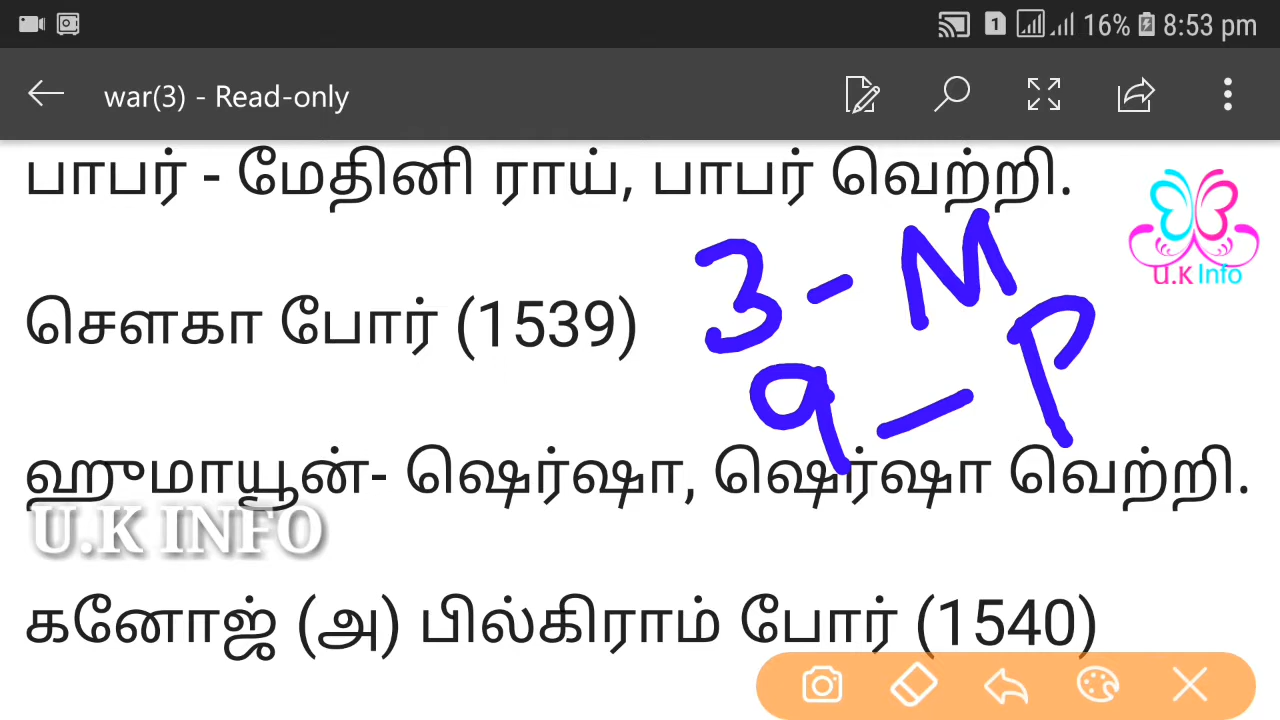 16% 8:53 pm
war(3) - Read-only
பாபர் - மேதினி ராய், பாபர் வெற்றி.
U.K Info
சௌகா போர் (1539)
3 - M
9 - P
ஹுமாயூன்- ஷெர்ஷா, ஷெர்ஷா வெற்றி.
U.K INFO
கனோஜ் (அ) பில்கிராம் போர் (1540)